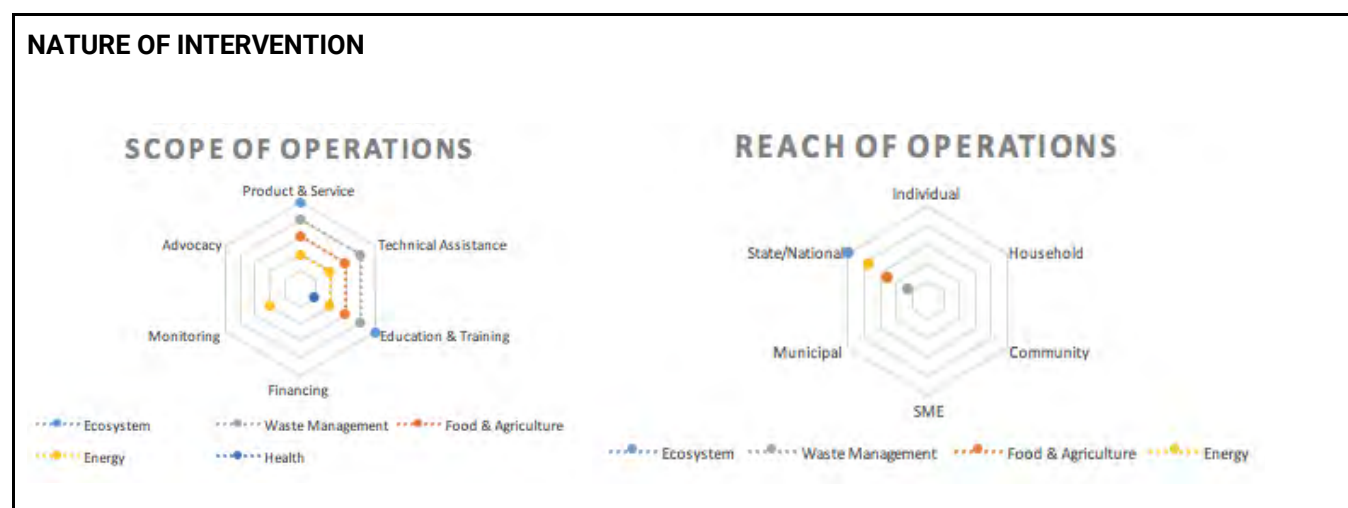 NATURE OF INTERVENTION
SCOPE OF OPERATIONS
Product & Service
Advocacy
Technical Assistance
Monitoring
Education & Training
Financing
Ecosystem
Waste Management
Food & Agriculture
Energy
Health
REACH OF OPERATIONS
Individual
State/National
Household
Municipal
Community
SME
Ecosystem
Waste Management
Food & Agriculture
Energy